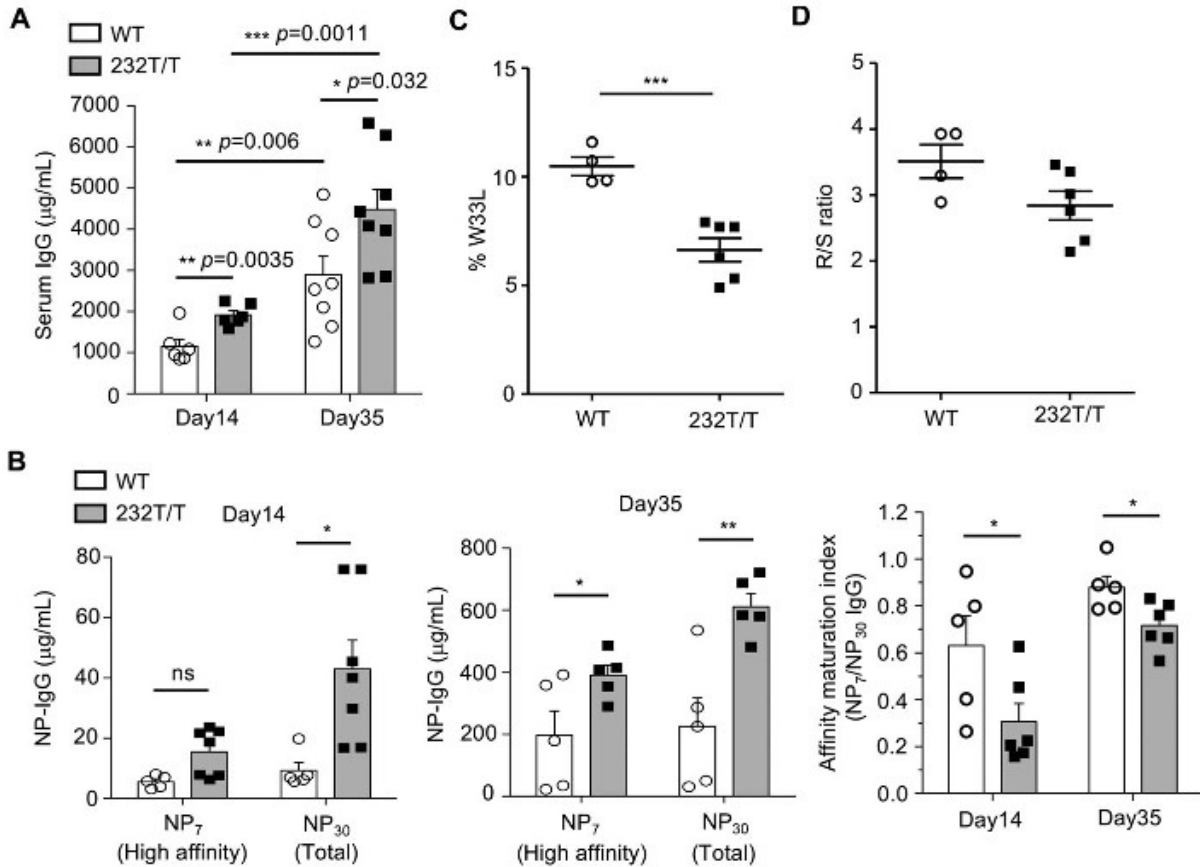 A
WT
232T/T
*** p=0.0011
* p=0.032
** p=0.006
** p=0.0035
Serum IgG (µg/mL)
7000
6000
5000
4000
3000
2000
1000
0
Day14
Day35
C
***
% W33L
15
10
5
0
WT
232T/T
D
R/S ratio
5
4
3
2
1
0
WT
232T/T
B
WT
232T/T
Day14
ns
*
NP-IgG (µg/mL)
80
60
40
20
0
NP7
(High affinity)
NP30
(Total)
Day35
*
**
NP-IgG (µg/mL)
800
600
400
200
0
NP7
(High affinity)
NP30
(Total)
*
*
Affinity maturation index
(NP7/NP30 IgG)
1.2
1.0
0.8
0.6
0.4
0.2
0.0
Day14
Day35